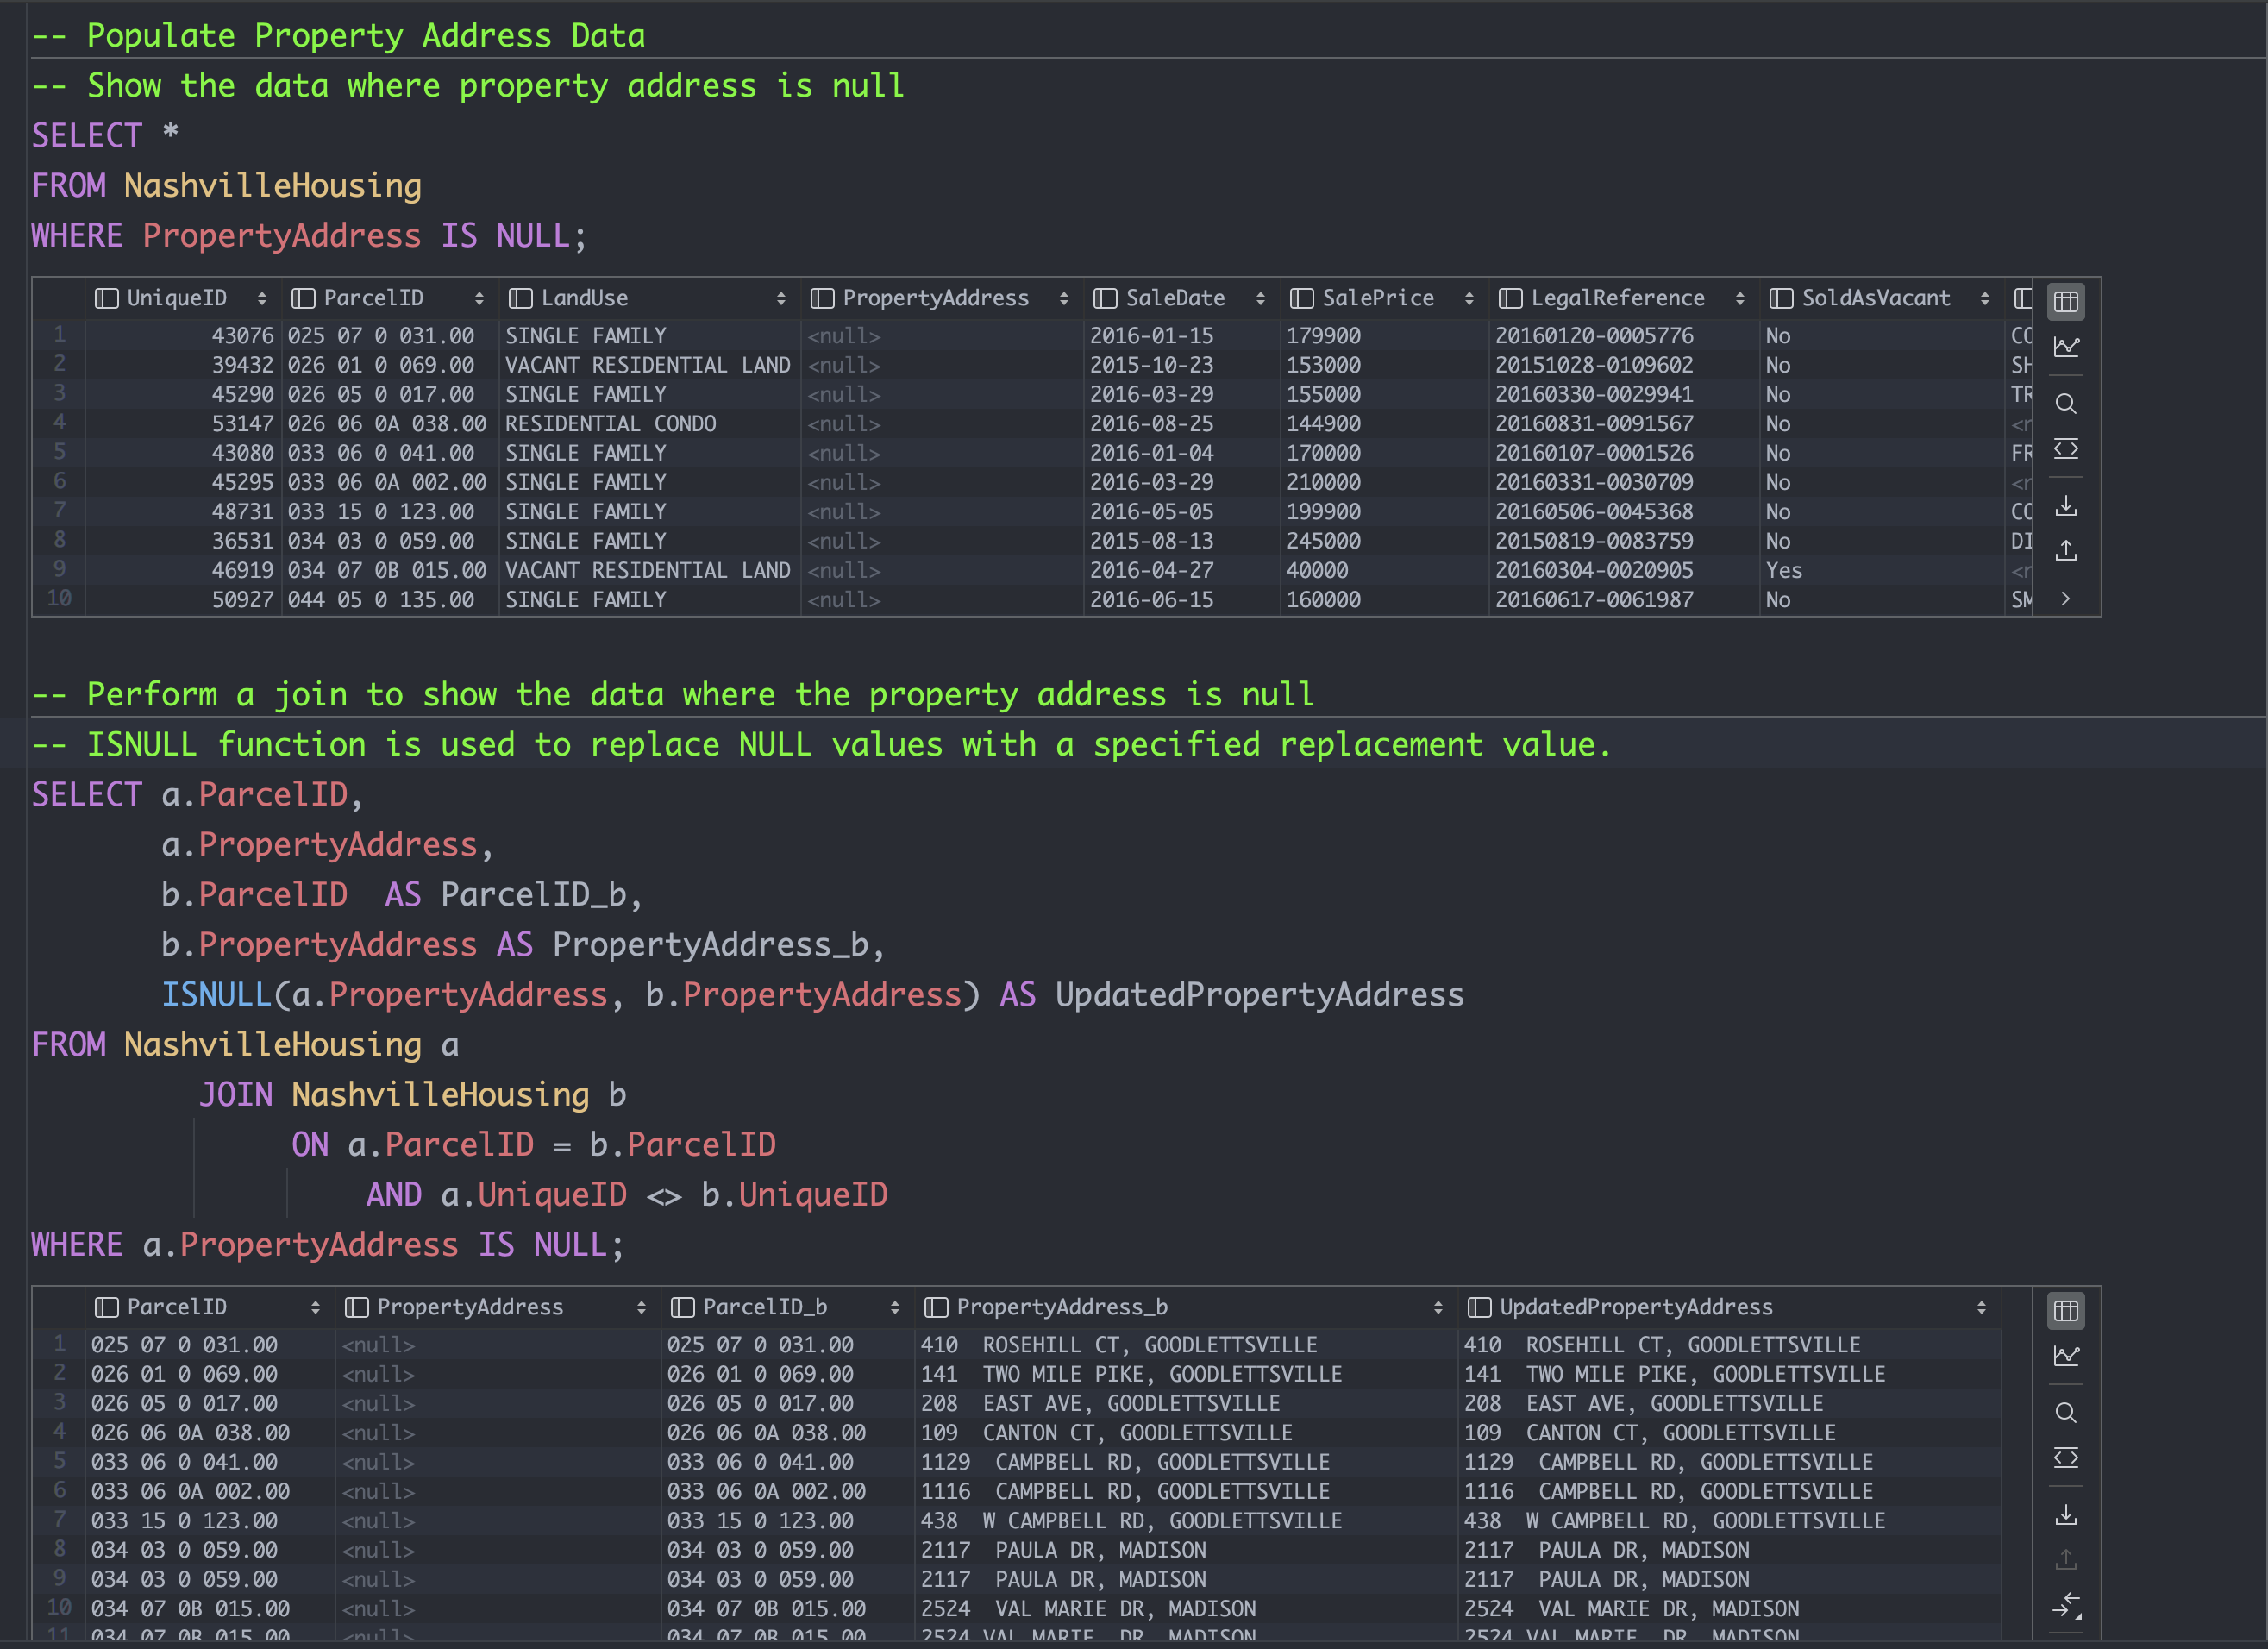 -- Populate Property Address Data
-- Show the data where property address is null
SELECT *
FROM NashvilleHousing
WHERE PropertyAddress IS NULL;
UniqueID ParcelID LandUse PropertyAddress SaleDate SalePrice LegalReference SoldAsVacant
1 43076 025 07 0 031.00 SINGLE FAMILY <null> 2016-01-15 179900 20160120-0005776 No CO
2 39432 026 01 0 069.00 VACANT RESIDENTIAL LAND <null> 2015-10-23 153000 20151028-0109602 No SH
3 45290 026 05 0 017.00 SINGLE FAMILY <null> 2016-03-29 155000 20160330-0029941 No TR
4 53147 026 06 0A 038.00 RESIDENTIAL CONDO <null> 2016-08-25 144900 20160831-0091567 No <n
5 43080 033 06 0 041.00 SINGLE FAMILY <null> 2016-01-04 170000 20160107-0001526 No FR
6 45295 033 06 0A 002.00 SINGLE FAMILY <null> 2016-03-29 210000 20160331-0030709 No <n
7 48731 033 15 0 123.00 SINGLE FAMILY <null> 2016-05-05 199900 20160506-0045368 No CO
8 36531 034 03 0 059.00 SINGLE FAMILY <null> 2015-08-13 245000 20150819-0083759 No DI
9 46919 034 07 0B 015.00 VACANT RESIDENTIAL LAND <null> 2016-04-27 40000 20160304-0020905 Yes <n
10 50927 044 05 0 135.00 SINGLE FAMILY <null> 2016-06-15 160000 20160617-0061987 No SM
-- Perform a join to show the data where the property address is null
-- ISNULL function is used to replace NULL values with a specified replacement value.
SELECT a.ParcelID,
a.PropertyAddress,
b.ParcelID AS ParcelID_b,
b.PropertyAddress AS PropertyAddress_b,
ISNULL(a.PropertyAddress, b.PropertyAddress) AS UpdatedPropertyAddress
FROM NashvilleHousing a
JOIN NashvilleHousing b
ON a.ParcelID = b.ParcelID
AND a.UniqueID <> b.UniqueID
WHERE a.PropertyAddress IS NULL;
ParcelID PropertyAddress ParcelID_b PropertyAddress_b UpdatedPropertyAddress
1 025 07 0 031.00 <null> 025 07 0 031.00 410 ROSEHILL CT, GOODLETTSVILLE 410 ROSEHILL CT, GOODLETTSVILLE
2 026 01 0 069.00 <null> 026 01 0 069.00 141 TWO MILE PIKE, GOODLETTSVILLE 141 TWO MILE PIKE, GOODLETTSVILLE
3 026 05 0 017.00 <null> 026 05 0 017.00 208 EAST AVE, GOODLETTSVILLE 208 EAST AVE, GOODLETTSVILLE
4 026 06 0A 038.00 <null> 026 06 0A 038.00 109 CANTON CT, GOODLETTSVILLE 109 CANTON CT, GOODLETTSVILLE
5 033 06 0 041.00 <null> 033 06 0 041.00 1129 CAMPBELL RD, GOODLETTSVILLE 1129 CAMPBELL RD, GOODLETTSVILLE
6 033 06 0A 002.00 <null> 033 06 0A 002.00 1116 CAMPBELL RD, GOODLETTSVILLE 1116 CAMPBELL RD, GOODLETTSVILLE
7 033 15 0 123.00 <null> 033 15 0 123.00 438 W CAMPBELL RD, GOODLETTSVILLE 438 W CAMPBELL RD, GOODLETTSVILLE
8 034 03 0 059.00 <null> 034 03 0 059.00 2117 PAULA DR, MADISON 2117 PAULA DR, MADISON
9 034 03 0 059.00 <null> 034 03 0 059.00 2117 PAULA DR, MADISON 2117 PAULA DR, MADISON
10 034 07 0B 015.00 <null> 034 07 0B 015.00 2524 VAL MARIE DR, MADISON 2524 VAL MARIE DR, MADISON
11 034 07 0B 015.00 <null> 034 07 0B 015.00 2524 VAL MARIE DR, MADISON 2524 VAL MARIE DR, MADISON